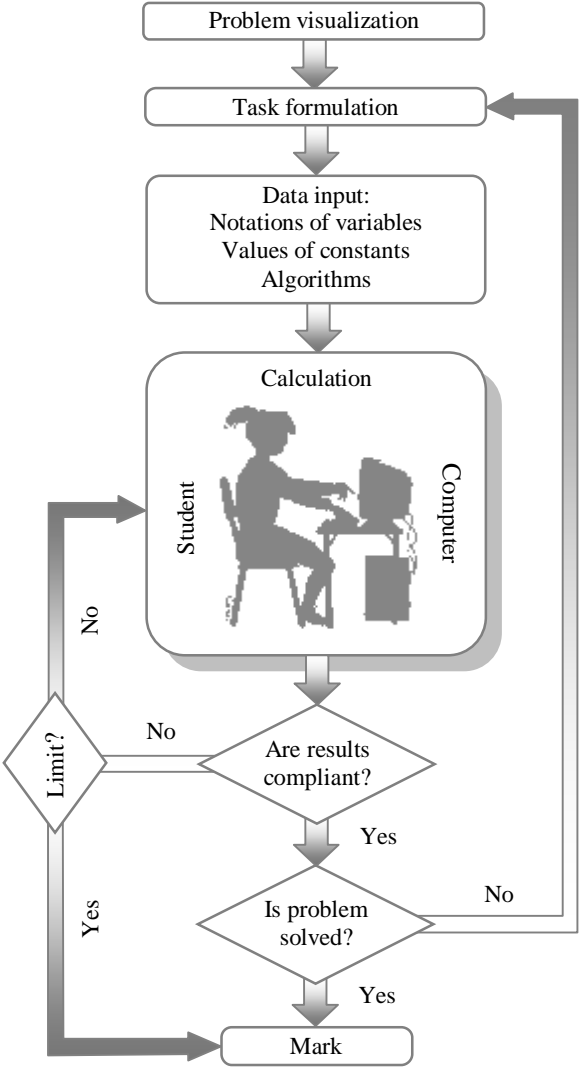 Problem visualization
Task formulation
Data input:
Notations of variables
Values of constants
Algorithms
Calculation
Student
Computer
No
Limit?
No
Are results
compliant?
Yes
Yes
Is problem
solved?
No
Yes
Mark